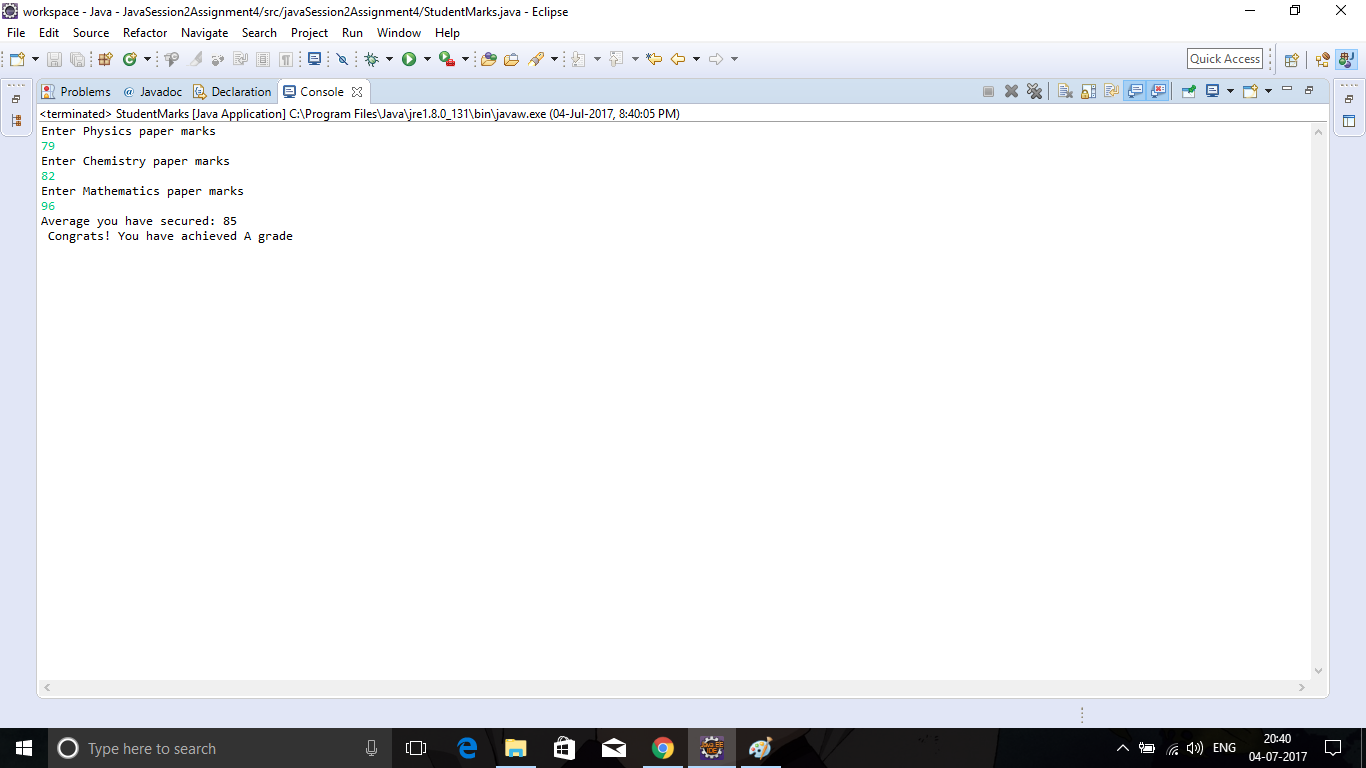 workspace - Java - JavaSession2Assignment4/src/javaSession2Assignment4/StudentMarks.java - Eclipse
File Edit Source Refactor Navigate Search Project Run Window Help
Quick Access
Problems @ Javadoc Declaration Console
<terminated> StudentMarks [Java Application] C:\Program Files\Java\jre1.8.0_131\bin\javaw.exe (04-Jul-2017, 8:40:05 PM)
Enter Physics paper marks
79
Enter Chemistry paper marks
82
Enter Mathematics paper marks
96
Average you have secured: 85
Congrats! You have achieved A grade
Type here to search
Java EE
IDE
ENG
20:40
04-07-2017